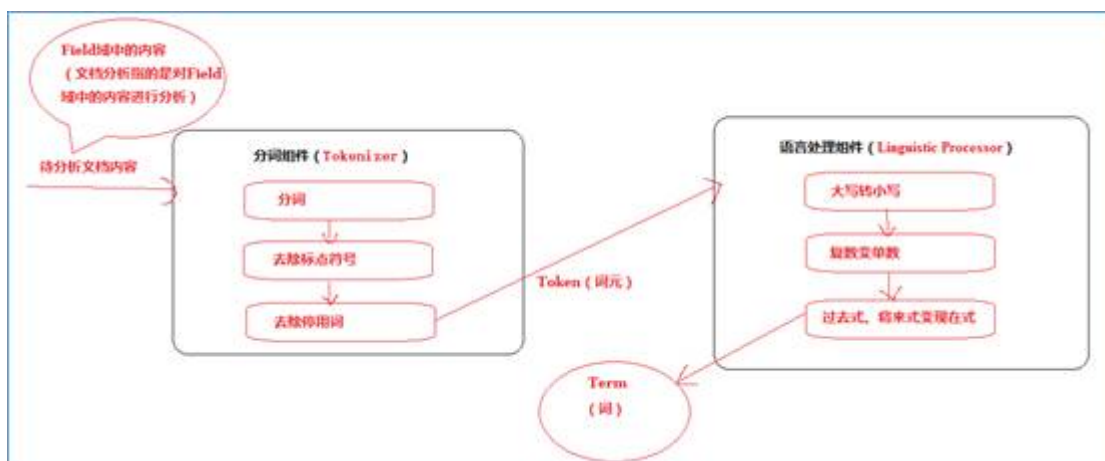 Field域中的内容
（文档分析指的是对Field
域中的内容进行分析）
待分析文档内容
分词组件（Tokenizer）
分词
去除标点符号
去除停用词
Token（词元）
语言处理组件（Linguistic Processor）
大写转小写
复数变单数
过去式、将来式变现在式
Term
（词）